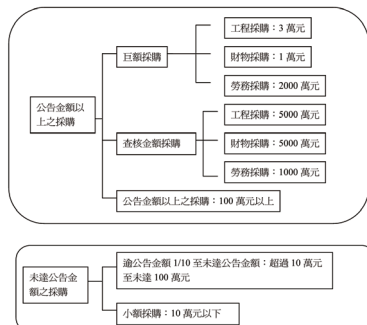 公告金額以
上之採購
巨額採購
工程採購：3 萬元
財物採購：1 萬元
勞務採購：2000 萬元
查核金額採購
工程採購：5000 萬元
財物採購：5000 萬元
勞務採購：1000 萬元
公告金額以上之採購：100 萬元以上
未達公告金
額之採購
逾公告金額 1/10 至未達公告金額：超過 10 萬元
至未達 100 萬元
小額採購：10 萬元以下